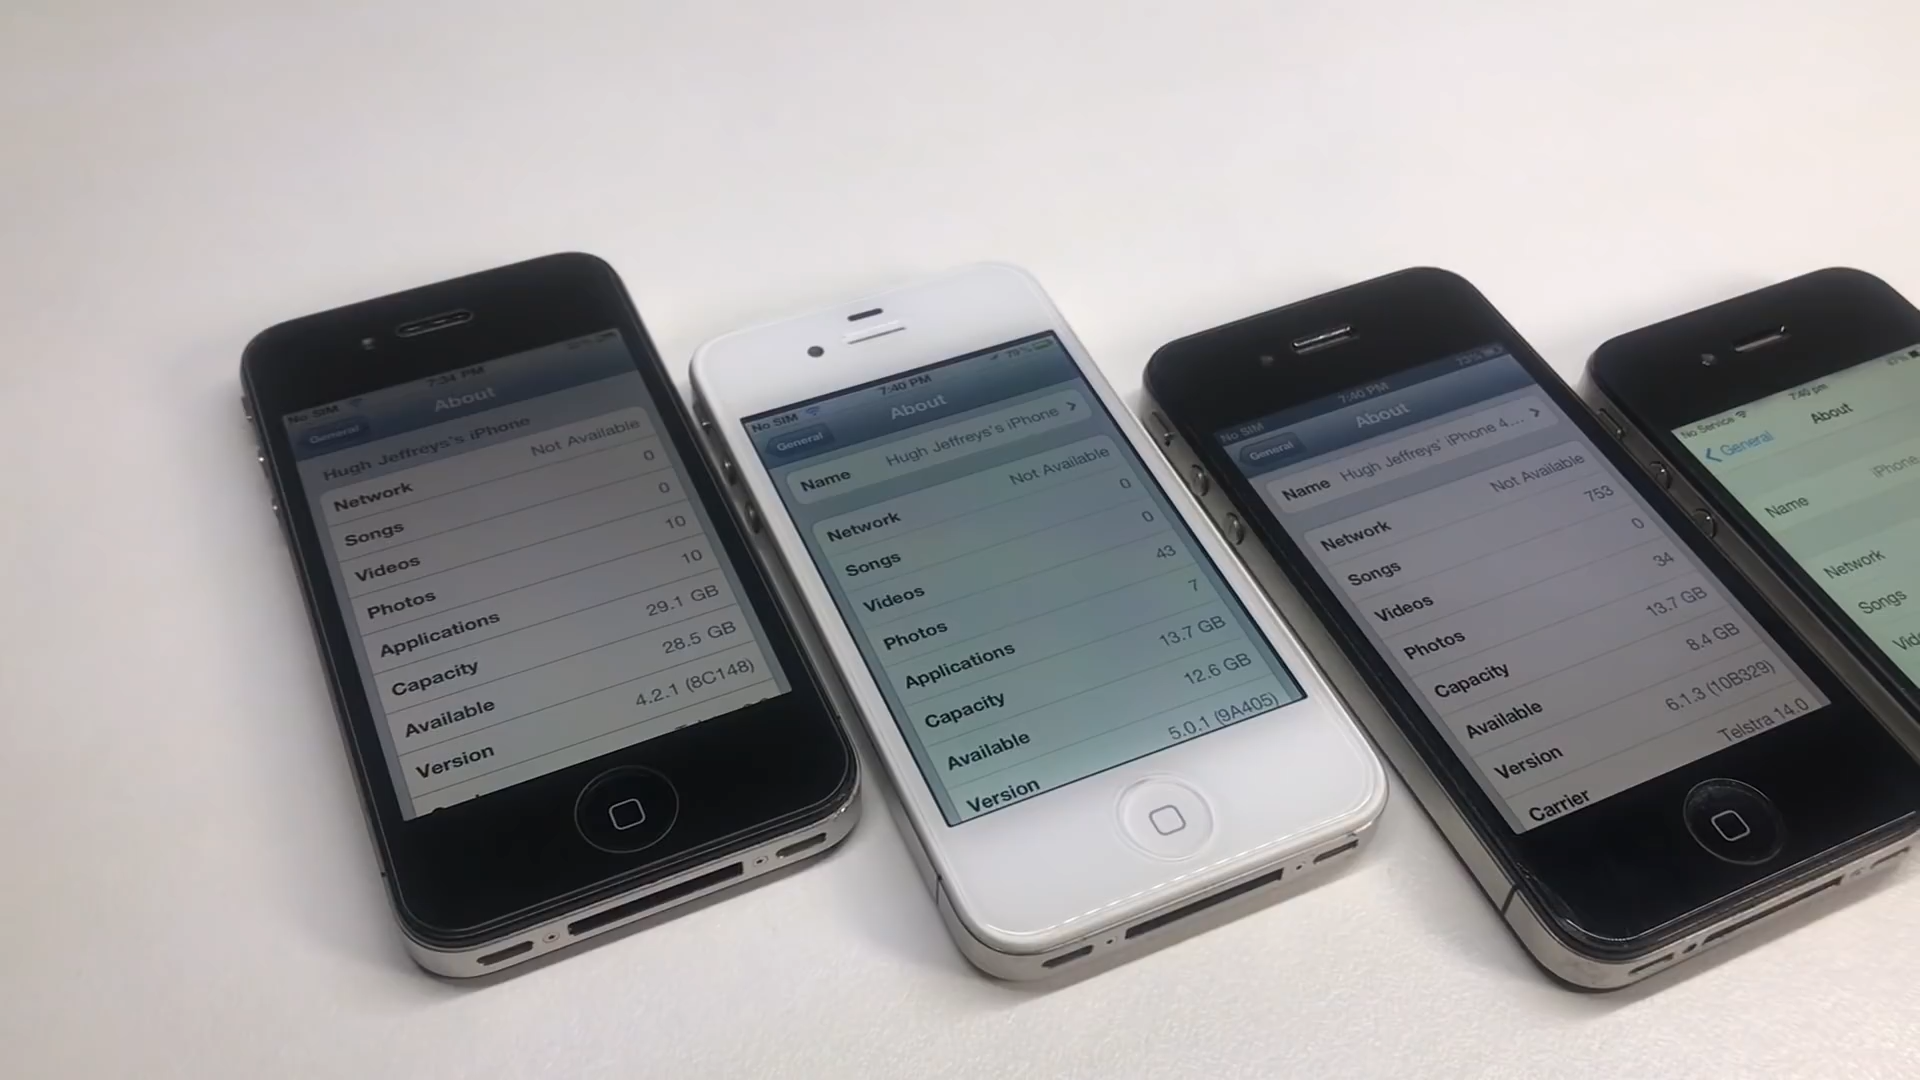 No SIM 7:34 PM
About
General
Hugh Jeffreys's iPhone
Network Not Available
Songs 0
Videos 0
Photos 10
Applications 10
Capacity 29.1 GB
Available 28.5 GB
Version 4.2.1 (8C148)
No SIM 7:40 PM 79%
About
General
Name Hugh Jeffreys's iPhone
Network Not Available
Songs 0
Videos 0
Photos 43
Applications 7
Capacity 13.7 GB
Available 12.6 GB
Version 5.0.1 (9A405)
No SIM 7:40 PM 73%
About
General
Name Hugh Jeffreys' iPhone 4...
Network Not Available
Songs 753
Videos 0
Photos 34
Capacity 13.7 GB
Available 8.4 GB
Version 6.1.3 (10B329)
Carrier Telstra 14.0
No Service 7:40 pm
General About
Name iPhone
Network
Songs